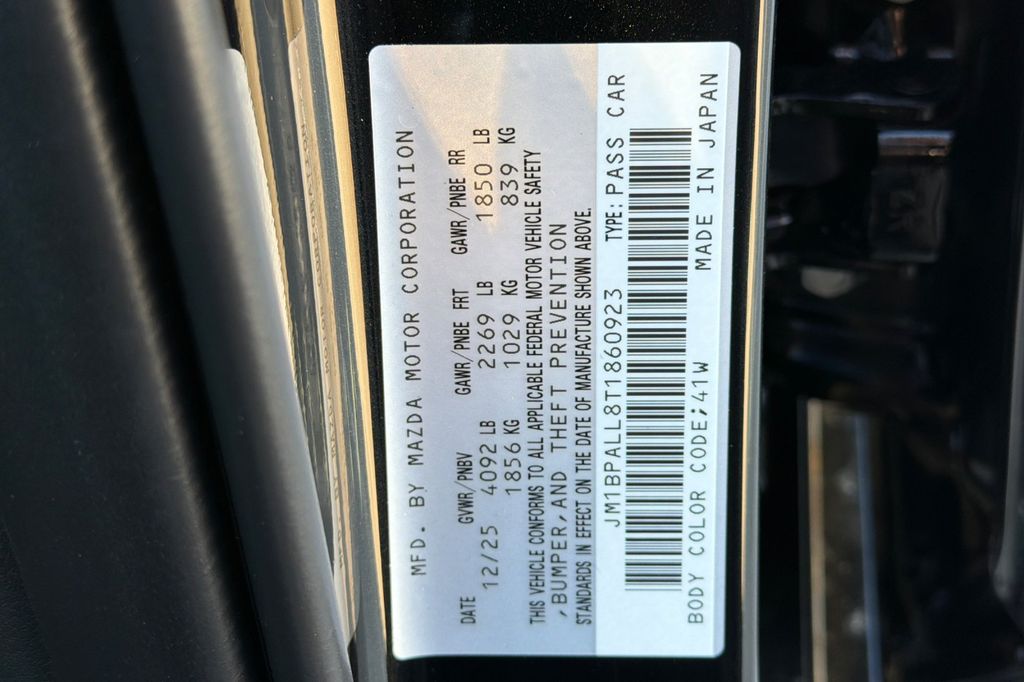 MFD. BY MAZDA MOTOR CORPORATION
DATE GVWR/PNBV GAWR/PNBE FRT GAWR/PNBE RR
12/25 4092 LB 2269 LB 1850 LB
1856 KG 1029 KG 839 KG
THIS VEHICLE CONFORMS TO ALL APPLICABLE FEDERAL MOTOR VEHICLE SAFETY
,BUMPER,AND THEFT PREVENTION
STANDARDS IN EFFECT ON THE DATE OF MANUFACTURE SHOWN ABOVE.
JM1BPALL8T1860923 TYPE:PASS CAR
BODY COLOR CODE;41W MADE IN JAPAN